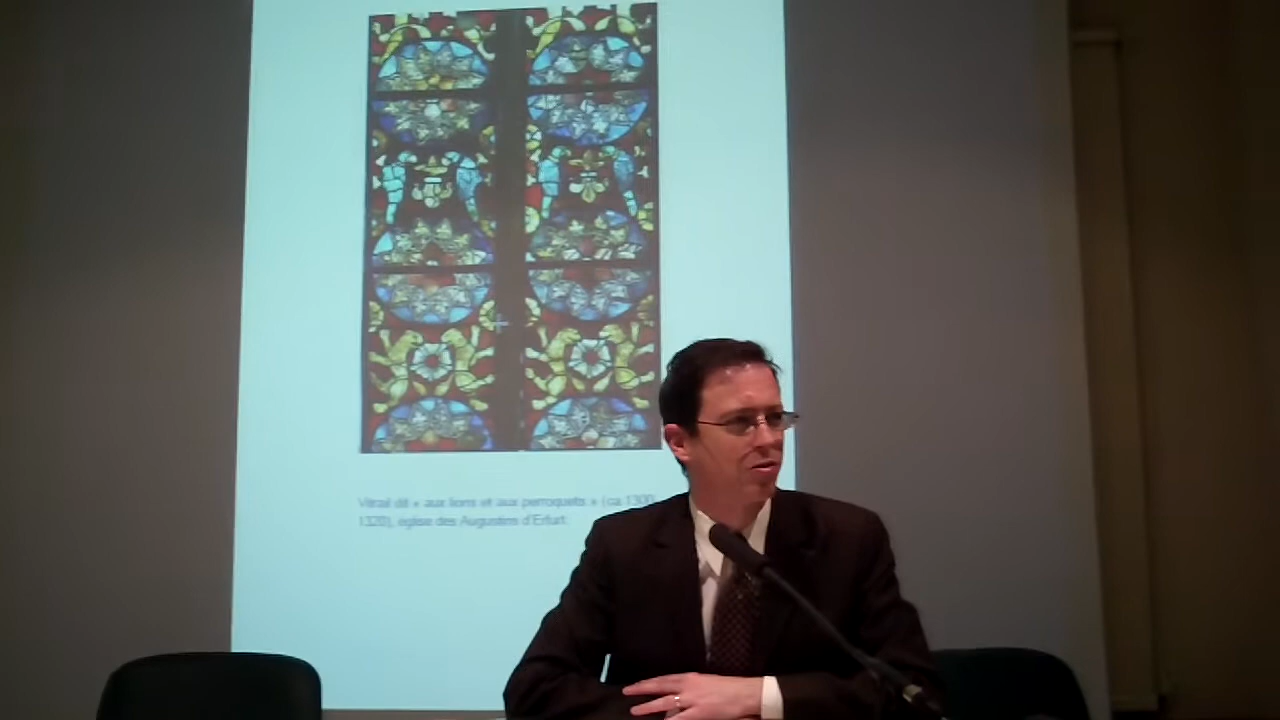 Vitrail dit « aux lions et aux perroquets » (ca 1300
1320), église des Augustins d'Erfurt.